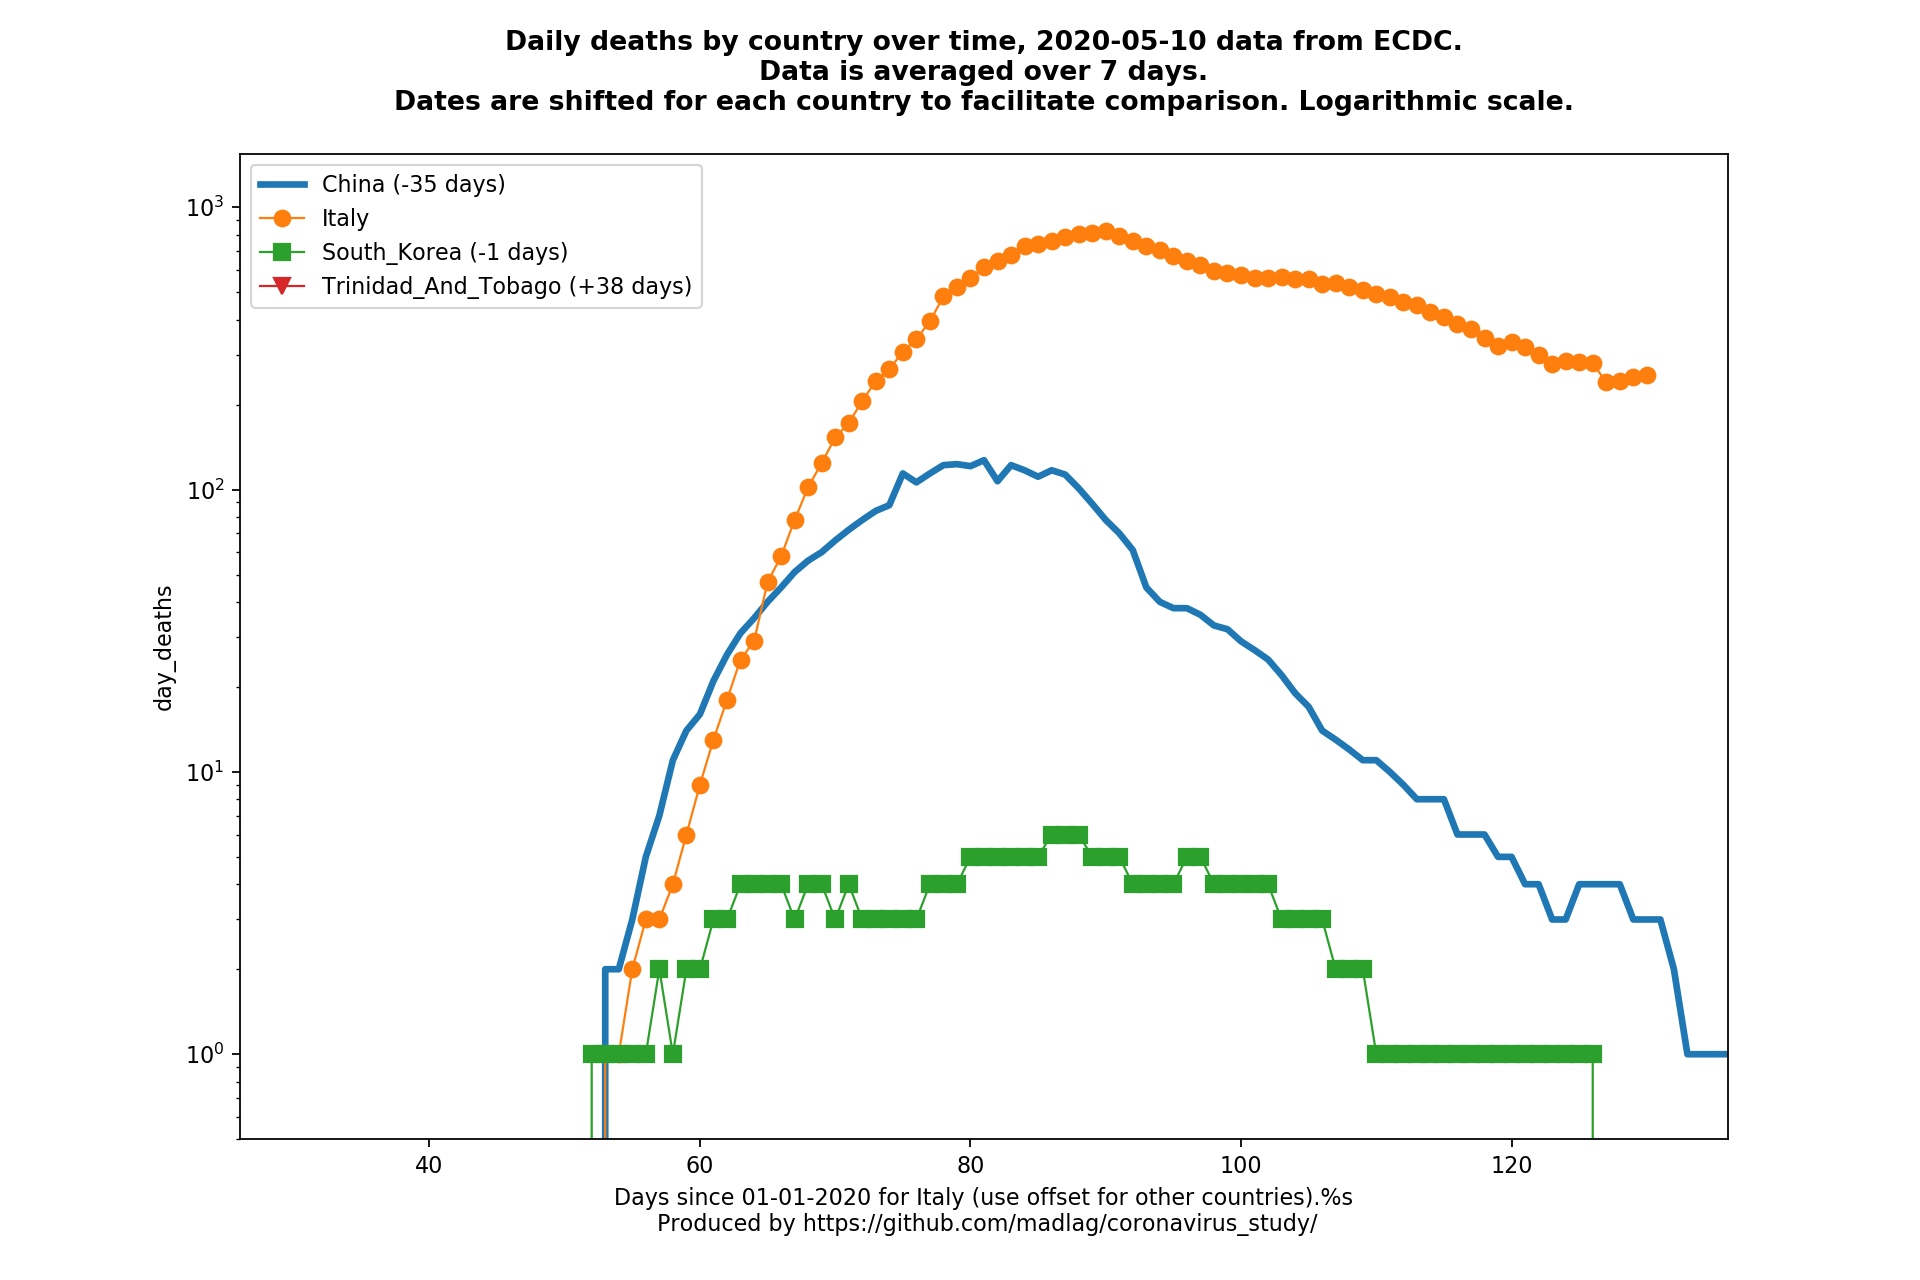 Daily deaths by country over time, 2020-05-10 data from ECDC.
Data is averaged over 7 days.
Dates are shifted for each country to facilitate comparison. Logarithmic scale.
China (-35 days)
Italy
South_Korea (-1 days)
Trinidad_And_Tobago (+38 days)
10³
10²
10¹
10⁰
day_deaths
40 60 80 100 120
Days since 01-01-2020 for Italy (use offset for other countries).%s
Produced by https://github.com/madlag/coronavirus_study/